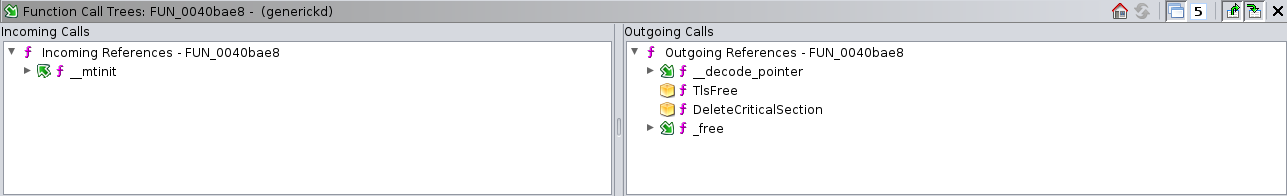 Function Call Trees: FUN_0040bae8 - (generickd)
5
Incoming Calls
f Incoming References - FUN_0040bae8
f __mtinit
Outgoing Calls
f Outgoing References - FUN_0040bae8
f __decode_pointer
f TlsFree
f DeleteCriticalSection
f _free